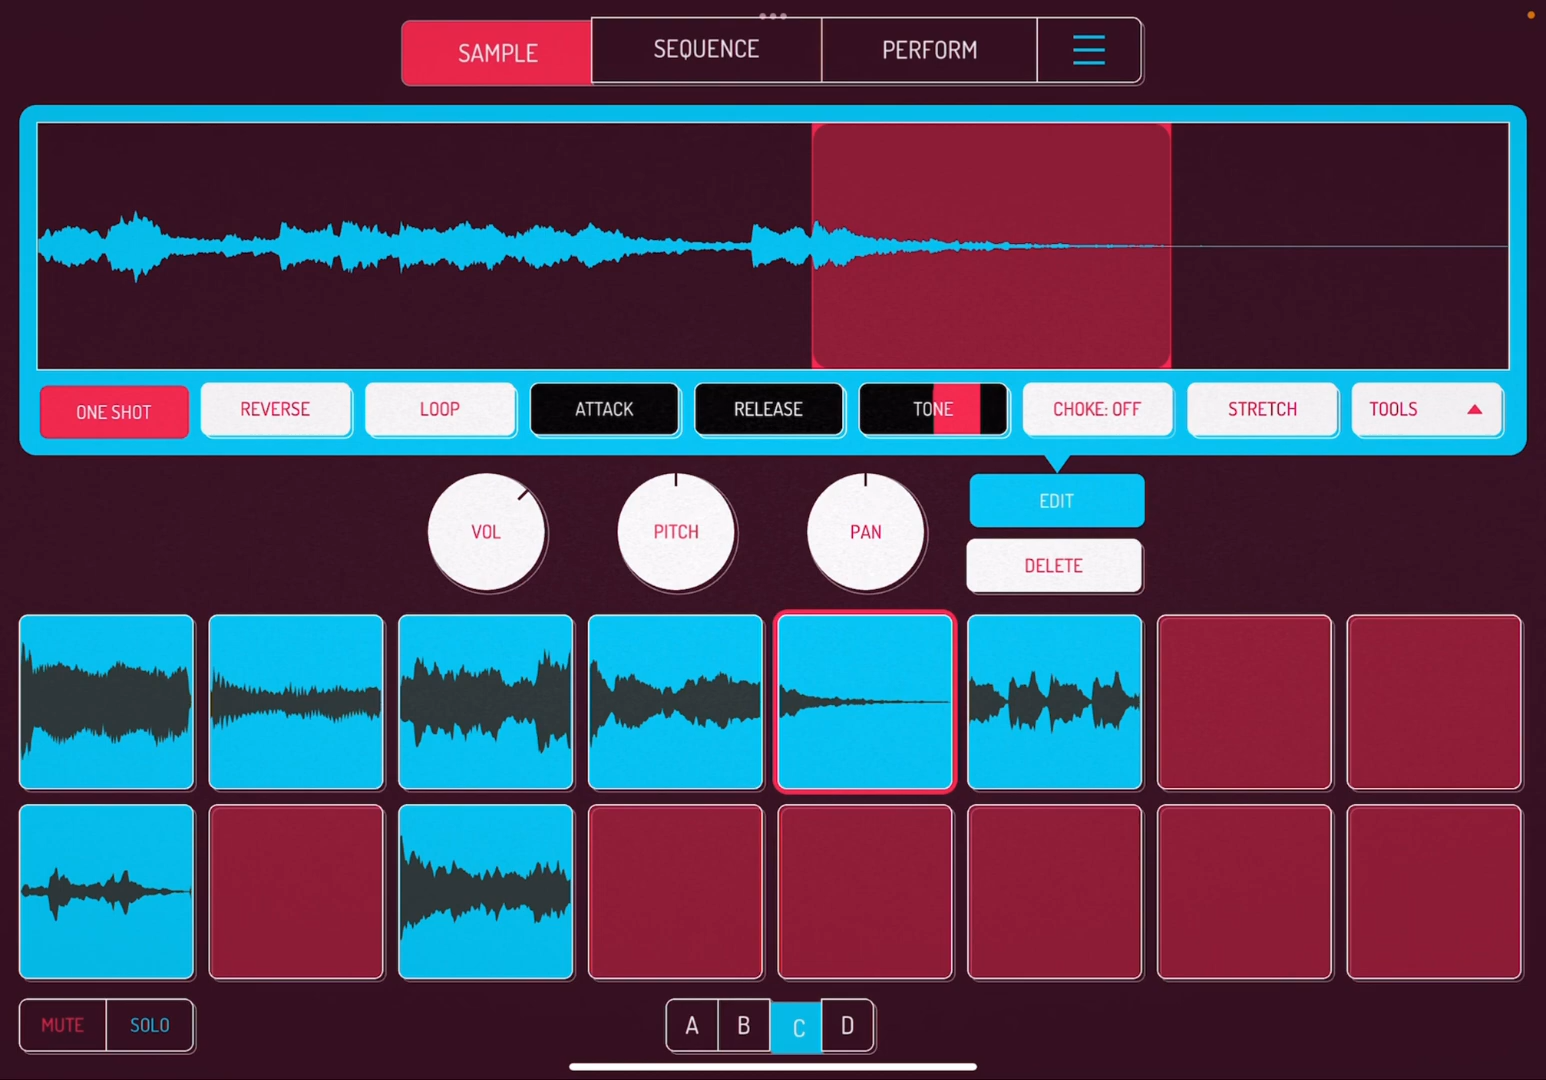 SAMPLE
SEQUENCE
PERFORM
ONE SHOT
REVERSE
LOOP
ATTACK
RELEASE
TONE
CHOKE: OFF
STRETCH
TOOLS
VOL
PITCH
PAN
EDIT
DELETE
MUTE
SOLO
A
B
C
D